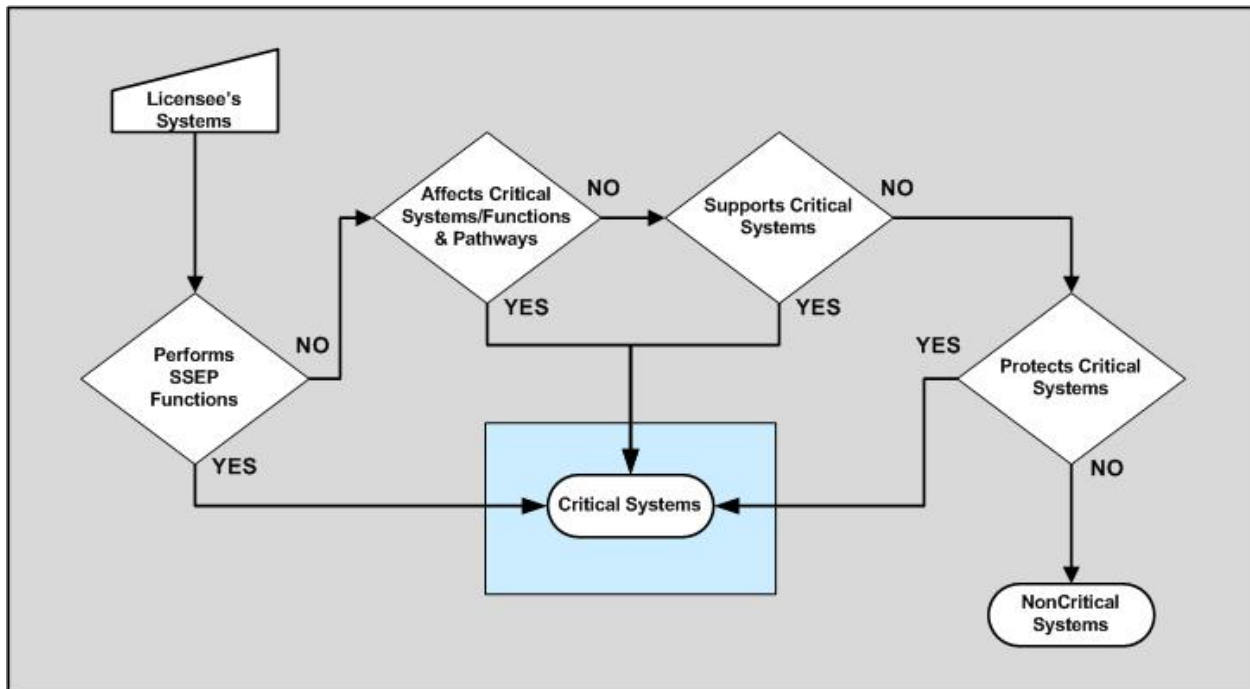 Licensee's
Systems
Affects Critical
Systems/Functions
& Pathways
NO
Supports Critical
Systems
NO
YES
YES
Performs
SSEP
Functions
NO
YES
YES
Protects Critical
Systems
NO
Critical Systems
NonCritical
Systems